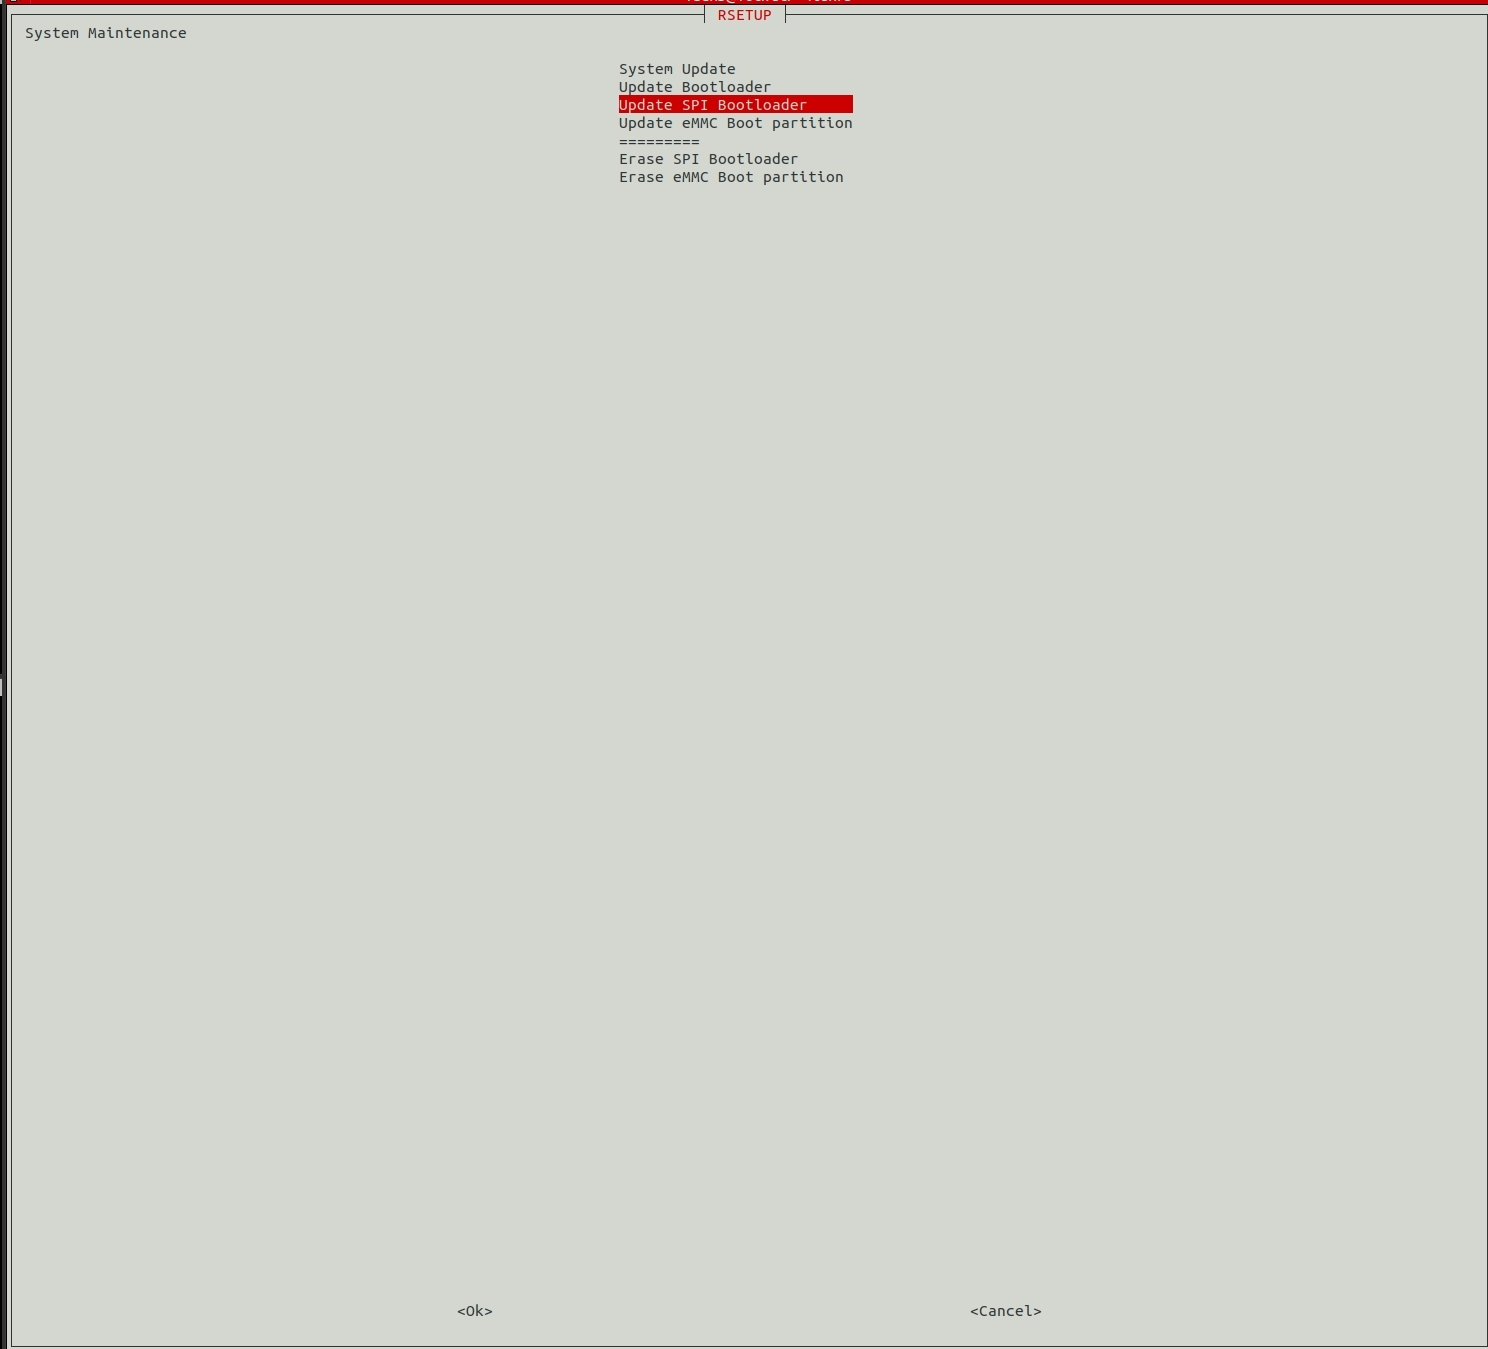 RSETUP
System Maintenance
System Update
Update Bootloader
Update SPI Bootloader
Update eMMC Boot partition
=========
Erase SPI Bootloader
Erase eMMC Boot partition
<Ok> <Cancel>